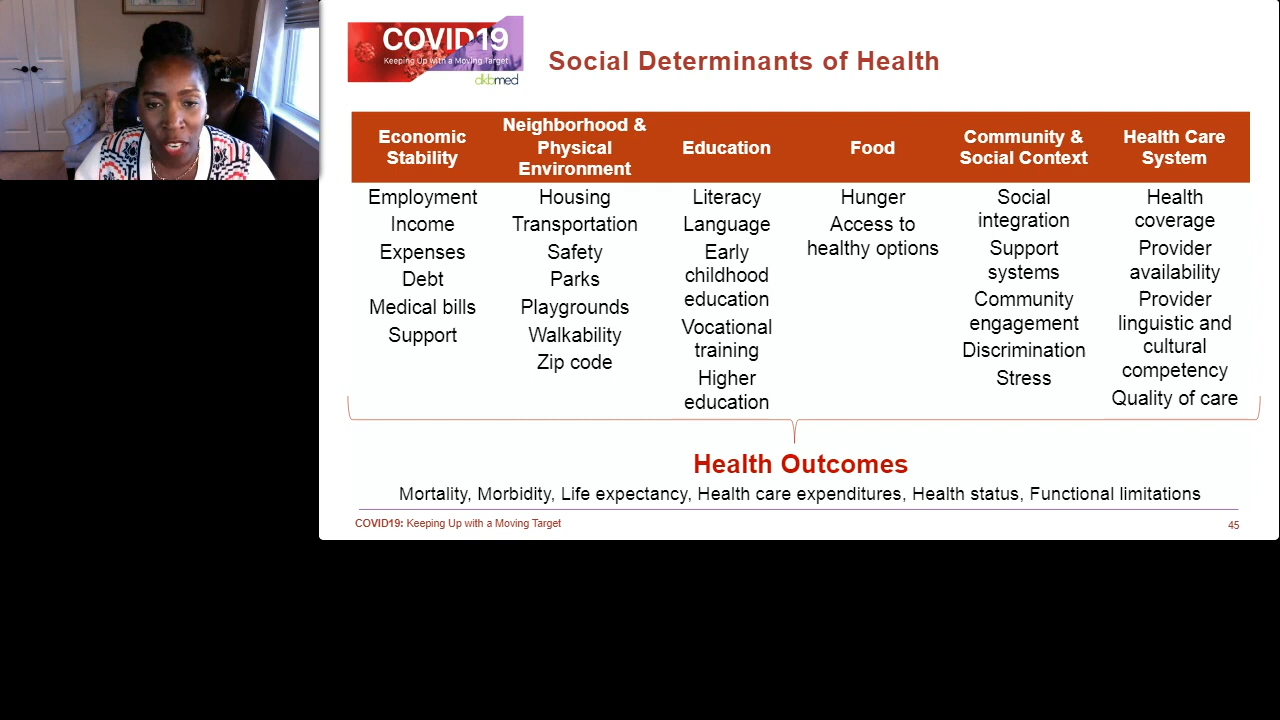 COVID19
Keeping Up with a Moving Target
dkbmed
Social Determinants of Health
Economic
Stability
Neighborhood &
Physical
Environment
Education
Food
Community &
Social Context
Health Care
System
Employment
Income
Expenses
Debt
Medical bills
Support
Housing
Transportation
Safety
Parks
Playgrounds
Walkability
Zip code
Literacy
Language
Early
childhood
education
Vocational
training
Higher
education
Hunger
Access to
healthy options
Social
integration
Support
systems
Community
engagement
Discrimination
Stress
Health
coverage
Provider
availability
Provider
linguistic and
cultural
competency
Quality of care
Health Outcomes
Mortality, Morbidity, Life expectancy, Health care expenditures, Health status, Functional limitations
COVID19: Keeping Up with a Moving Target
45